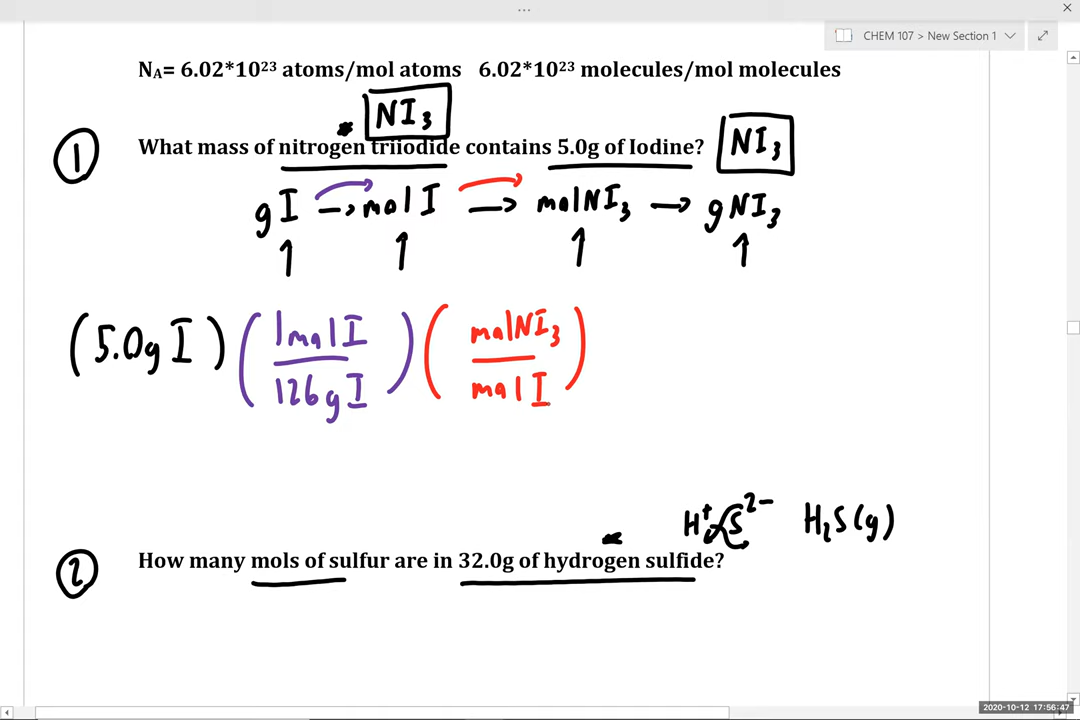 CHEM 107 > New Section 1
N_A= 6.02*10²³ atoms/mol atoms 6.02*10²³ molecules/mol molecules
NI₃
① What mass of nitrogen triiodide contains 5.0g of Iodine? NI₃
gI → mol I → mol NI₃ → g NI₃
(5.0g I) (1 mol I / 126 g I) (mol NI₃ / mol I)
H⁺ S²⁻ H₂S(g)
② How many mols of sulfur are in 32.0g of hydrogen sulfide?
2020-10-12 17:56:47